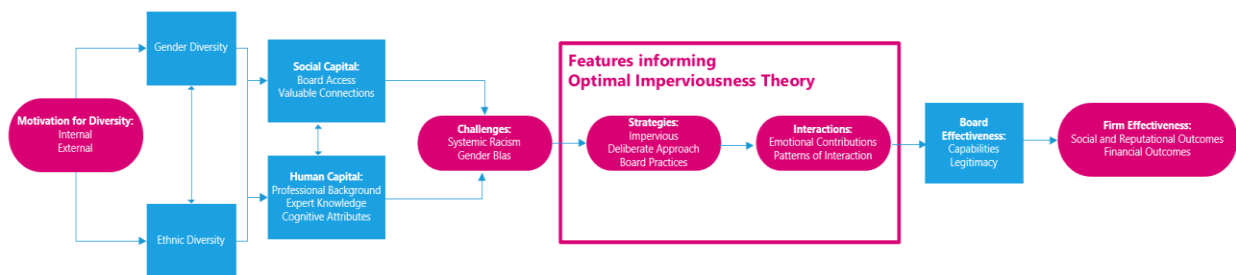 Motivation for Diversity:
Internal
External
Gender Diversity
Ethnic Diversity
Social Capital:
Board Access
Valuable Connections
Human Capital:
Professional Background
Expert Knowledge
Cognitive Attributes
Challenges:
Systemic Racism
Gender BIas
Features informing
Optimal Imperviousness Theory
Strategies:
Impervious
Deliberate Approach
Board Practices
Interactions:
Emotional Contributions
Patterns of Interaction
Board
Effectiveness:
Capabilities
Legitimacy
Firm Effectiveness:
Social and Reputational Outcomes
Financial Outcomes